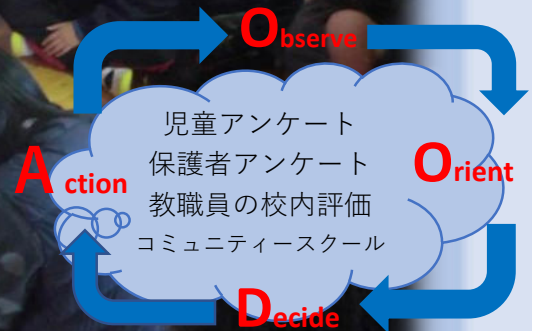 Observe
児童アンケート
保護者アンケート
教職員の校内評価
コミュニティースクール
Orient
Decide
Action